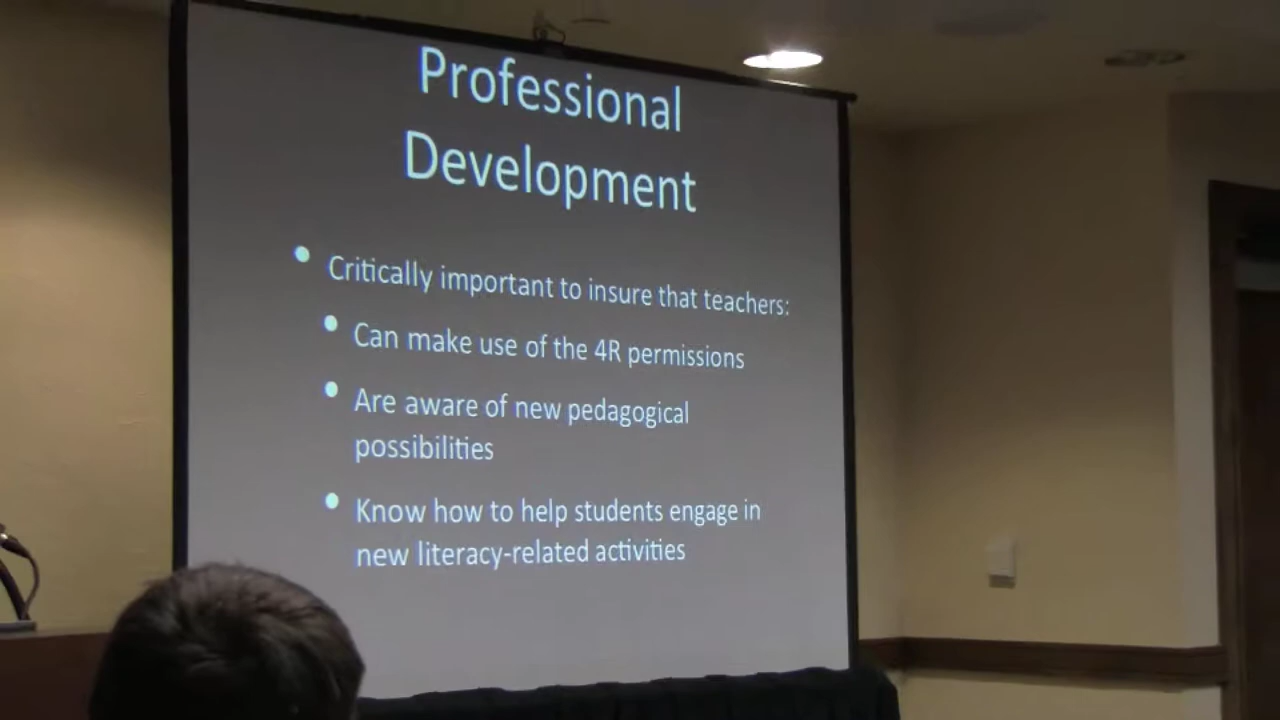 Professional
Development
• Critically important to insure that teachers:
• Can make use of the 4R permissions
• Are aware of new pedagogical
possibilities
• Know how to help students engage in
new literacy-related activities